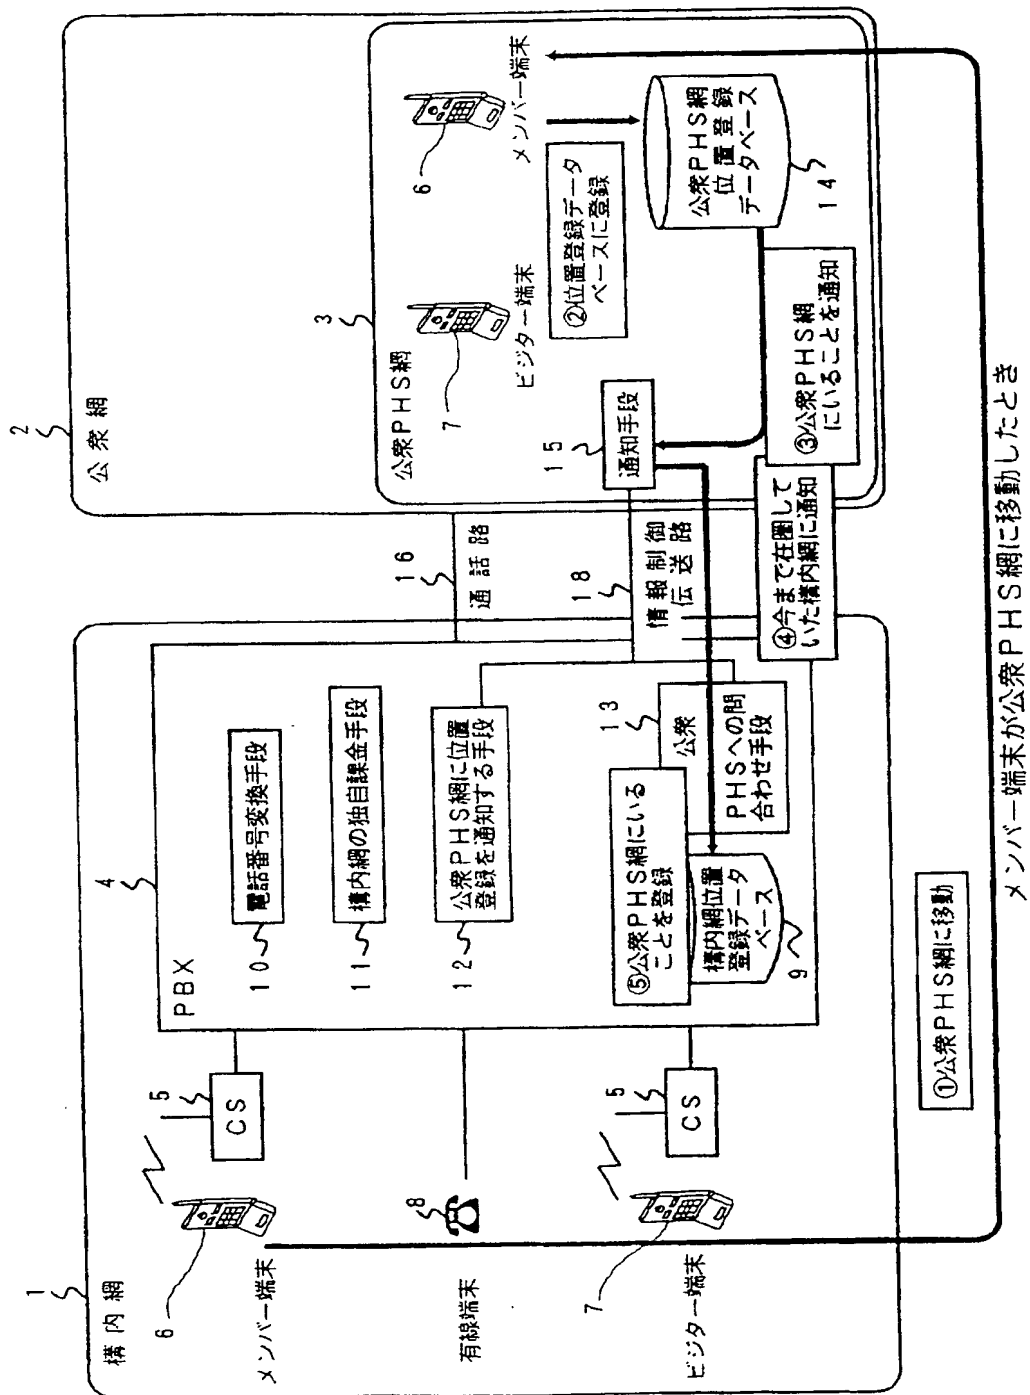 1
構内網
6
メンバー端末
8
有線端末
7
ビジター端末
5
CS
5
CS
4
PBX
10
電話番号変換手段
11
構内網の独自課金手段
12
公衆PHS網に位置
登録を通知する手段
13
公衆
PHSへの問
合わせ手段
⑤公衆PHS網にいる
ことを登録
構内網位置
登録データ
ベース
9
16
通話路
18
情報制御
伝送路
④今まで在圏して
いた構内網に通知
2
公衆網
3
公衆PHS網
7
ビジター端末
6
メンバー端末
②位置登録データ
ベースに登録
15
通知手段
公衆PHS網
位置登録
データベース
14
③公衆PHS網
にいることを通知
①公衆PHS網に移動
メンバー端末が公衆PHS網に移動したとき